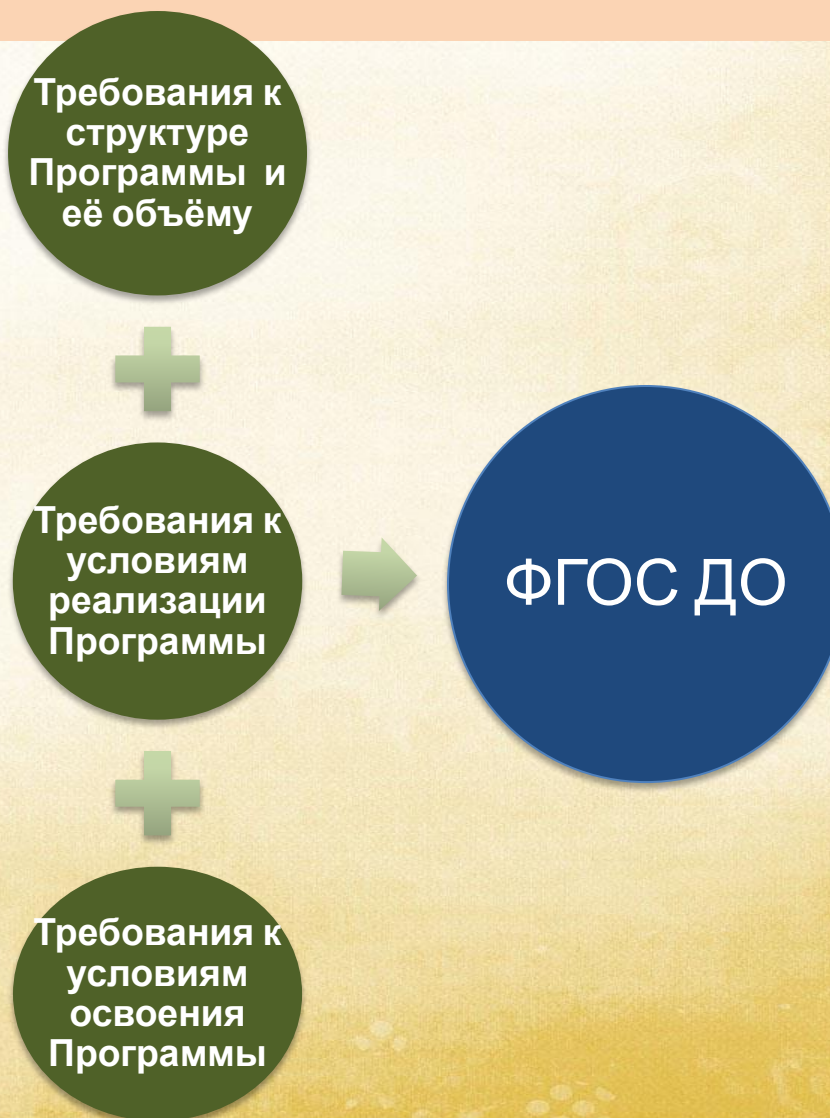 Требования к
структуре
Программы и
её объёму
Требования к
условиям
реализации
Программы
ФГОС ДО
Требования к
условиям
освоения
Программы